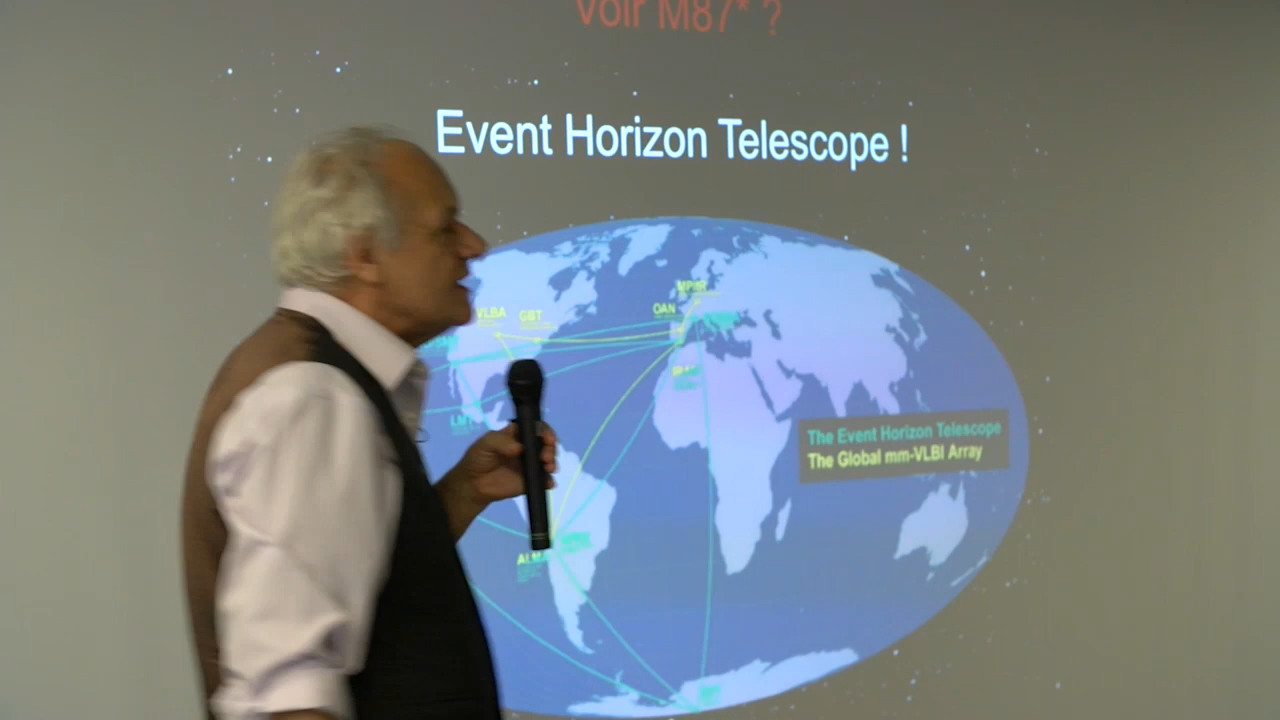 Voir M87* ?
Event Horizon Telescope !
MPIfR
OAN
VLBA GBT
LMT
The Event Horizon Telescope
The Global mm-VLBI Array
ALMA